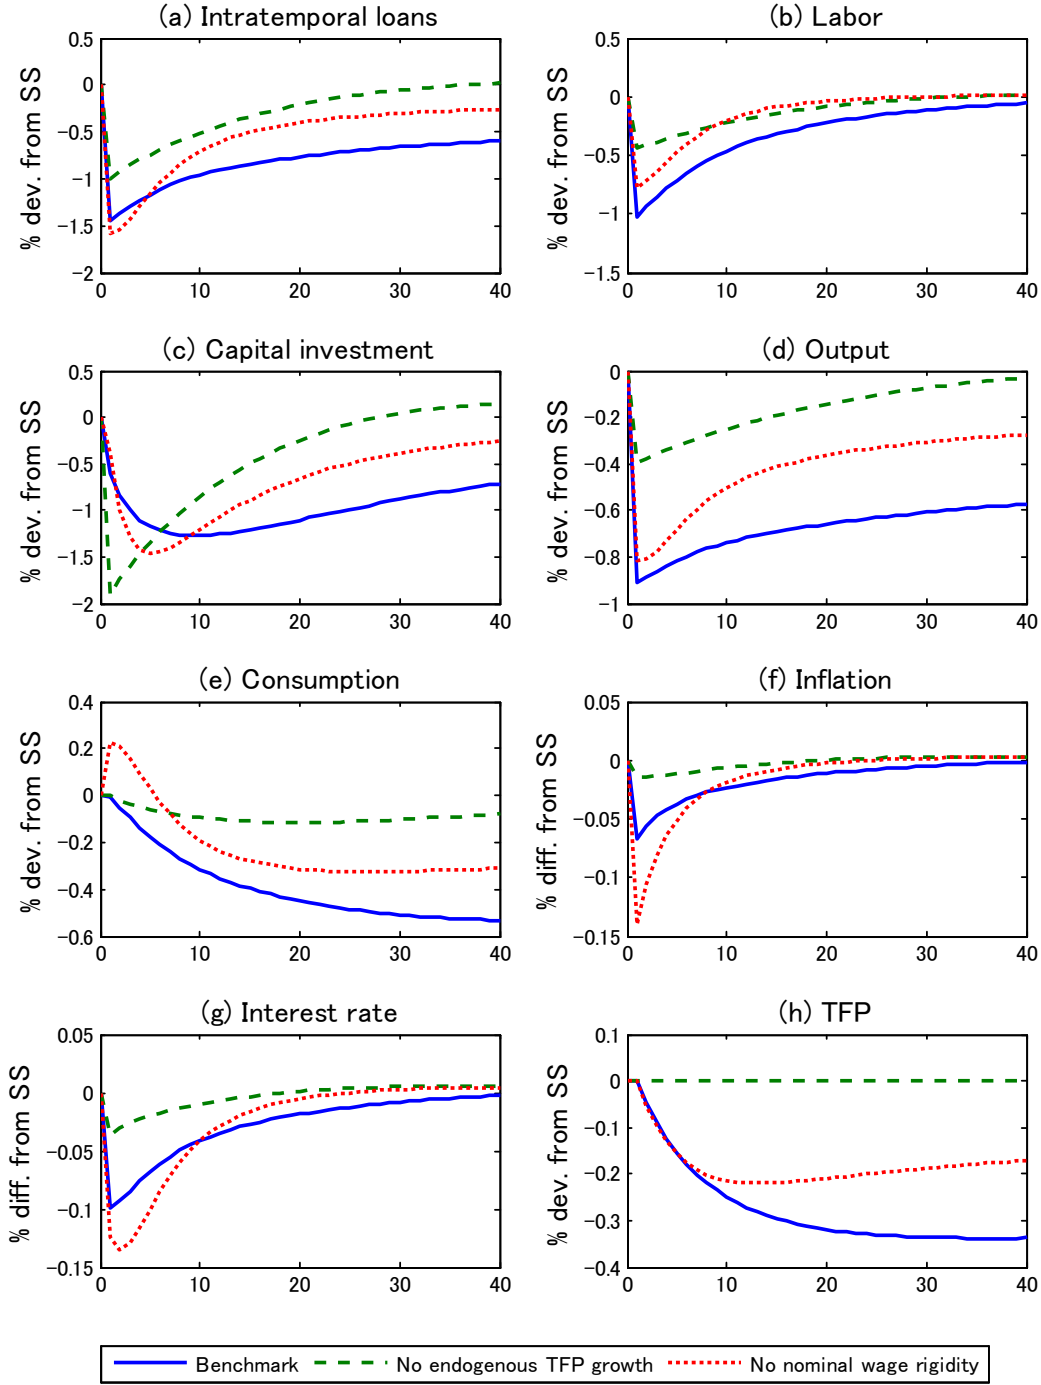 (a) Intratemporal loans
% dev. from SS
0.5
0
−0.5
−1
−1.5
−2
0 10 20 30 40
(b) Labor
% dev. from SS
0.5
0
−0.5
−1
−1.5
0 10 20 30 40
(c) Capital investment
% dev. from SS
0.5
0
−0.5
−1
−1.5
−2
0 10 20 30 40
(d) Output
% dev. from SS
0
−0.2
−0.4
−0.6
−0.8
−1
0 10 20 30 40
(e) Consumption
% dev. from SS
0.4
0.2
0
−0.2
−0.4
−0.6
0 10 20 30 40
(f) Inflation
% diff. from SS
0.05
0
−0.05
−0.1
−0.15
0 10 20 30 40
(g) Interest rate
% diff. from SS
0.05
0
−0.05
−0.1
−0.15
0 10 20 30 40
(h) TFP
% dev. from SS
0.1
0
−0.1
−0.2
−0.3
−0.4
0 10 20 30 40
Benchmark No endogenous TFP growth No nominal wage rigidity